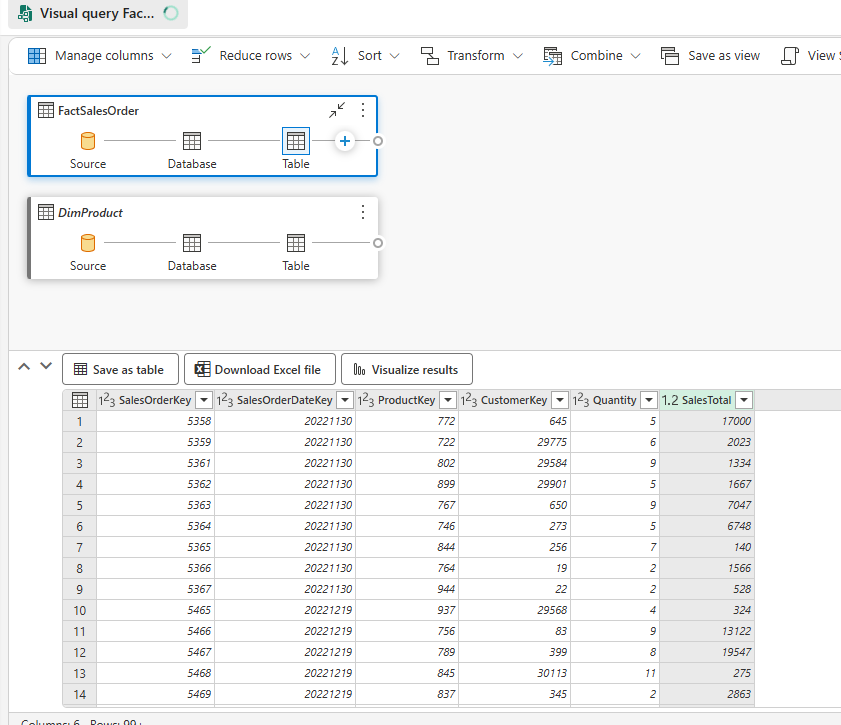 Visual query Fac...
Manage columns Reduce rows Sort Transform Combine Save as view View
FactSalesOrder
Source Database Table
DimProduct
Source Database Table
Save as table Download Excel file Visualize results
123 SalesOrderKey 123 SalesOrderDateKey 123 ProductKey 123 CustomerKey 123 Quantity 1.2 SalesTotal
1 5358 20221130 772 645 5 17000
2 5359 20221130 722 29775 6 2023
3 5361 20221130 802 29584 9 1334
4 5362 20221130 899 29901 5 1667
5 5363 20221130 767 650 9 7047
6 5364 20221130 746 273 5 6748
7 5365 20221130 844 256 7 140
8 5366 20221130 764 19 2 1566
9 5367 20221130 944 22 2 528
10 5465 20221219 937 29568 4 324
11 5466 20221219 756 83 9 13122
12 5467 20221219 789 399 8 19547
13 5468 20221219 845 30113 11 275
14 5469 20221219 837 345 2 2863
Columns: 6 Rows: 99+